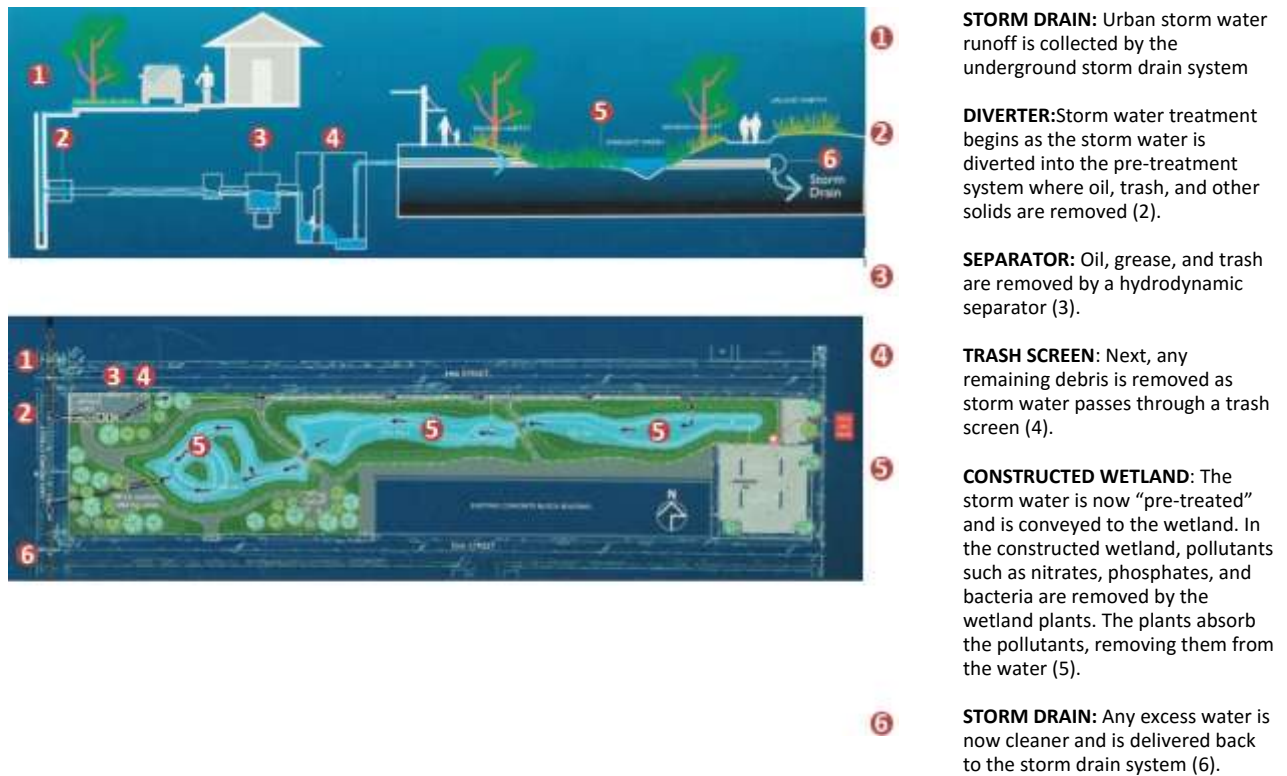 1
STORM DRAIN: Urban storm water
runoff is collected by the
underground storm drain system
2
DIVERTER:Storm water treatment
begins as the storm water is
diverted into the pre-treatment
system where oil, trash, and other
solids are removed (2).
3
SEPARATOR: Oil, grease, and trash
are removed by a hydrodynamic
separator (3).
4
TRASH SCREEN: Next, any
remaining debris is removed as
storm water passes through a trash
screen (4).
5
CONSTRUCTED WETLAND: The
storm water is now “pre-treated”
and is conveyed to the wetland. In
the constructed wetland, pollutants
such as nitrates, phosphates, and
bacteria are removed by the
wetland plants. The plants absorb
the pollutants, removing them from
the water (5).
6
STORM DRAIN: Any excess water is
now cleaner and is delivered back
to the storm drain system (6).
1
2
3
4
5
6
Storm
Drain
1
2
3
4
5
5
5
6
N